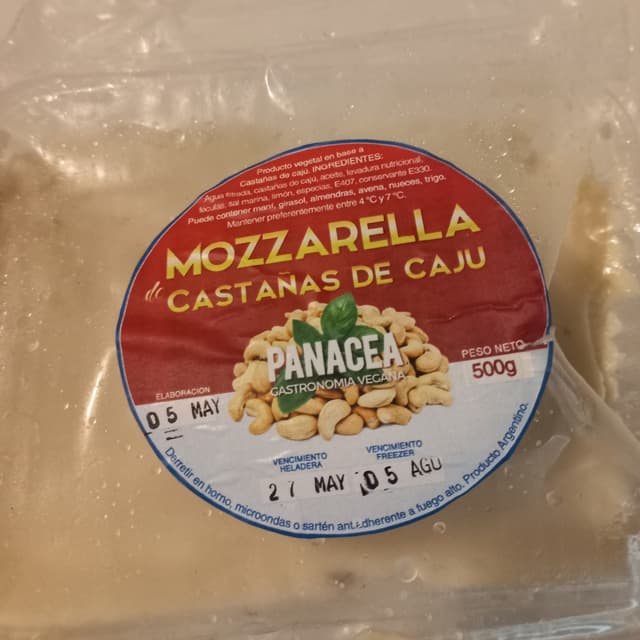 Producto vegetal en base a
Castañas de cajú. INGREDIENTES:
Agua filtrada, castañas de cajú, aceite, levadura nutricional,
fécula, sal marina, limón, especias, E407, conservante E330.
Puede contener maní, girasol, almendras, avena, nueces, trigo.
Mantener preferentemente entre 4 °C y 7 °C.
MOZZARELLA
de CASTAÑAS DE CAJU
PANACEA
GASTRONOMIA VEGANA
PESO NETO
500g
ELABORACION
05 MAY
VENCIMIENTO
HELADERA
27 MAY
VENCIMIENTO
FREEZER
05 AGO
Derretir en horno, microondas o sartén antiadherente a fuego alto. Producto Argentino.